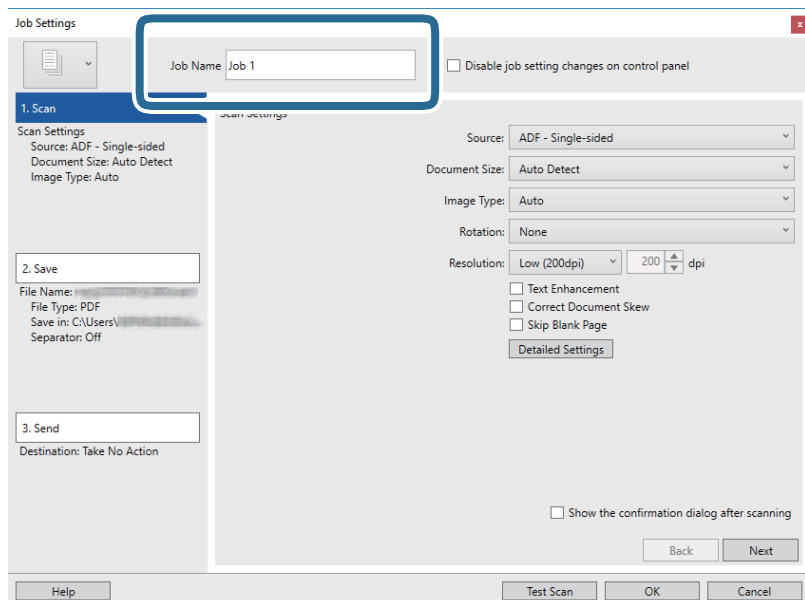 Job Settings
x
Job Name Job 1
Disable job setting changes on control panel
1. Scan
Scan Settings
Source: ADF - Single-sided
Document Size: Auto Detect
Image Type: Auto
2. Save
File Name:
File Type: PDF
Save in: C:\Users\
Separator: Off
3. Send
Destination: Take No Action
Scan Settings
Source: ADF - Single-sided
Document Size: Auto Detect
Image Type: Auto
Rotation: None
Resolution: Low (200dpi) 200 dpi
Text Enhancement
Correct Document Skew
Skip Blank Page
Detailed Settings
Show the confirmation dialog after scanning
Back Next
Help Test Scan OK Cancel